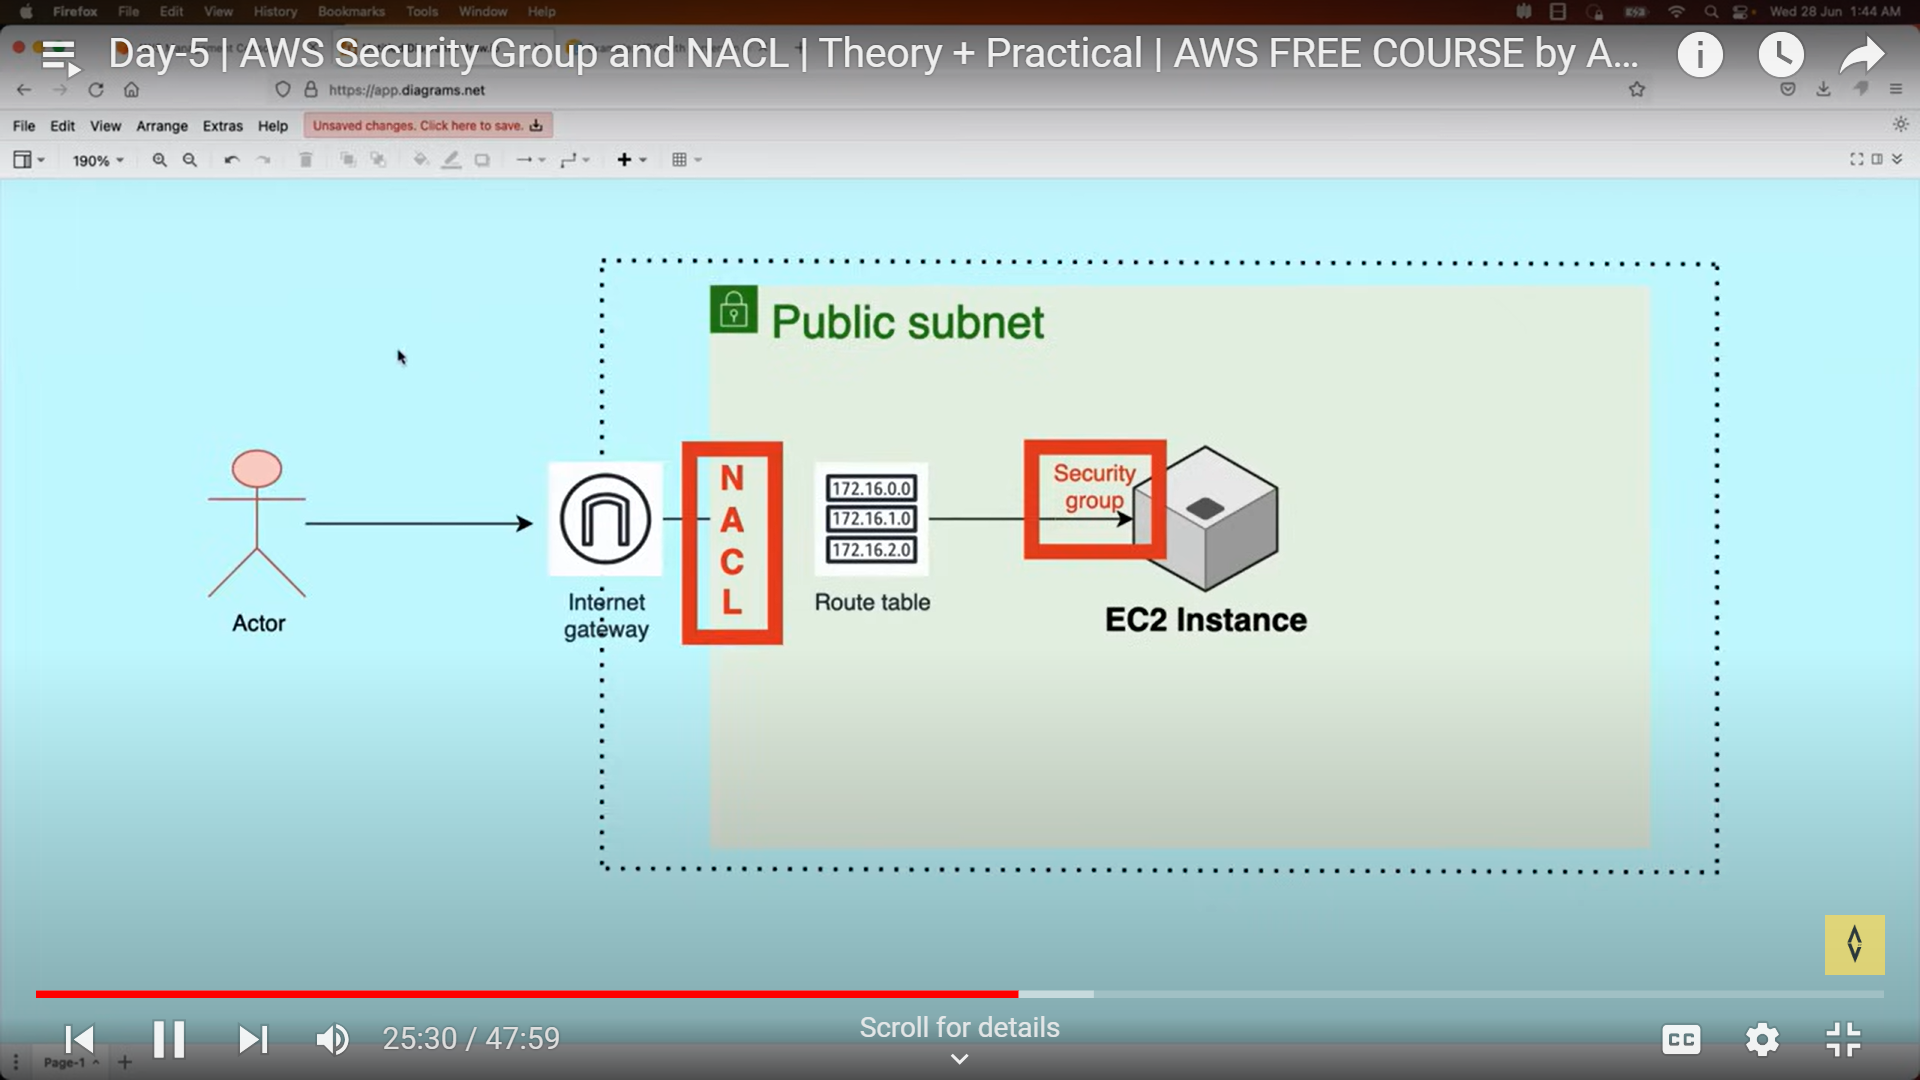 Firefox File Edit View History Bookmarks Tools Window Help
Wed 28 Jun 1:44 AM
Day-5 | AWS Security Group and NACL | Theory + Practical | AWS FREE COURSE by A...
https://app.diagrams.net
File Edit View Arrange Extras Help
Unsaved changes. Click here to save.
190%
Public subnet
N
A
C
L
Security
group
172.16.0.0
172.16.1.0
172.16.2.0
Internet
gateway
Route table
EC2 Instance
Actor
25:30 / 47:59
Scroll for details
CC
Page-1